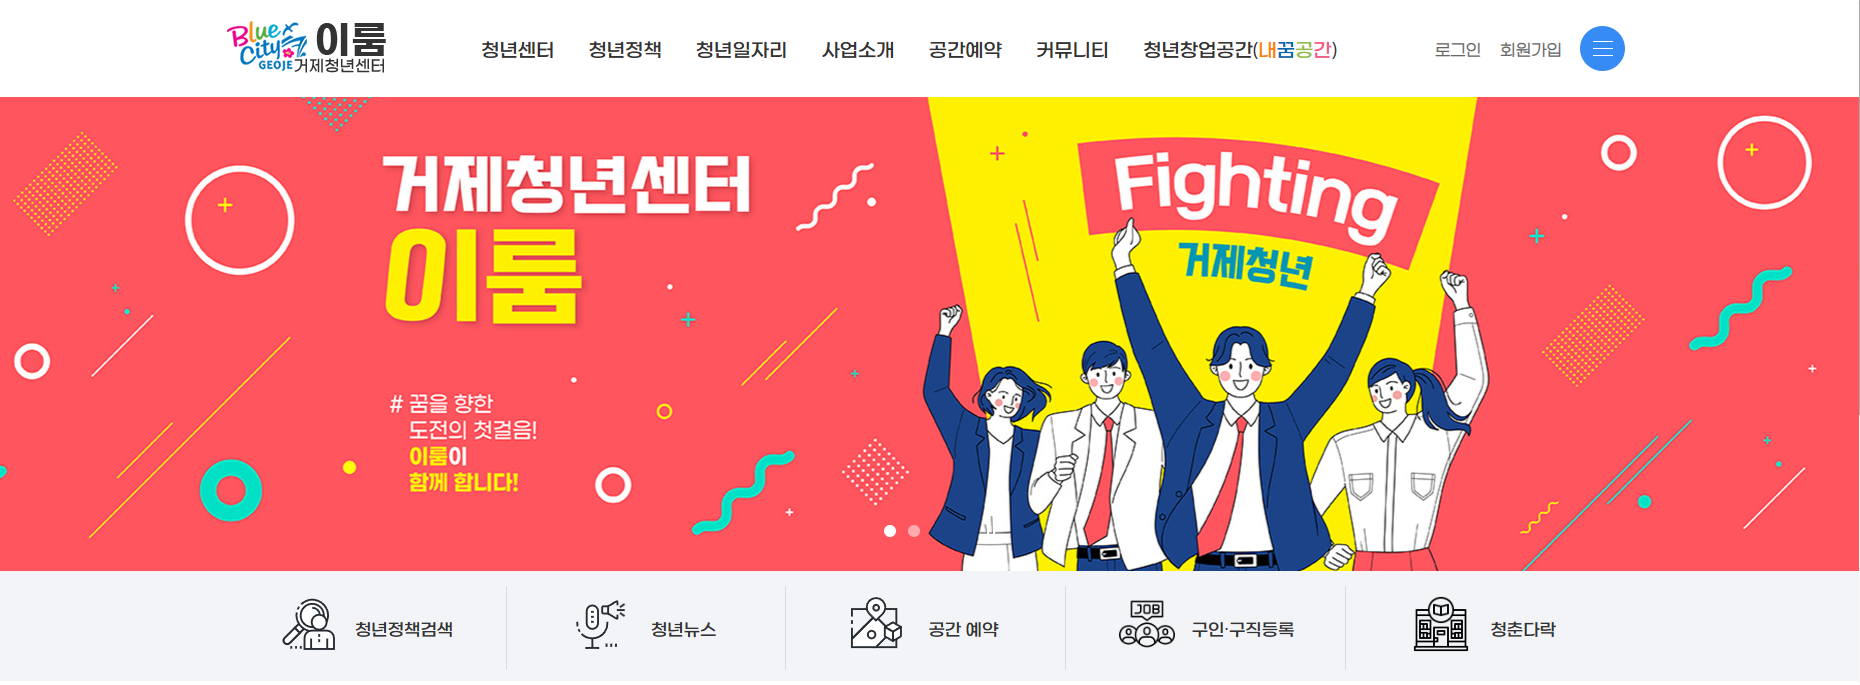 Blue City GEOJE 이룸 거제청년센터
청년센터 청년정책 청년일자리 사업소개 공간예약 커뮤니티 청년창업공간(내꿈공간) 로그인 회원가입
거제청년센터
이룸
# 꿈을 향한
도전의 첫걸음!
이룸이
함께 합니다!
Fighting
거제청년
청년정책검색 청년뉴스 공간 예약 JOB 구인·구직등록 청춘다락